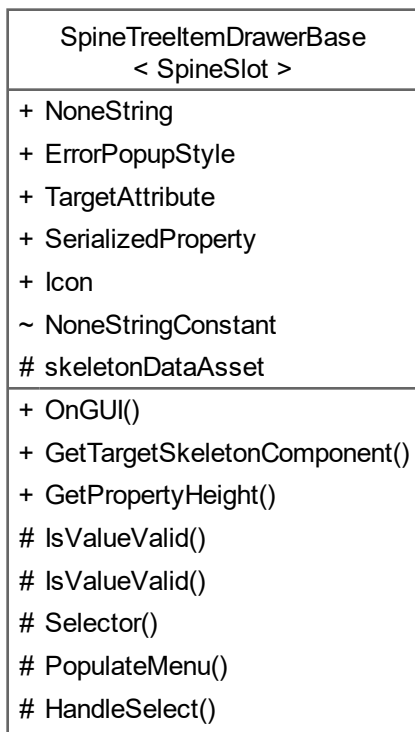 SpineTreeItemDrawerBase
< SpineSlot >
+ NoneString
+ ErrorPopupStyle
+ TargetAttribute
+ SerializedProperty
+ Icon
~ NoneStringConstant
# skeletonDataAsset
+ OnGUI()
+ GetTargetSkeletonComponent()
+ GetPropertyHeight()
# IsValueValid()
# IsValueValid()
# Selector()
# PopulateMenu()
# HandleSelect()